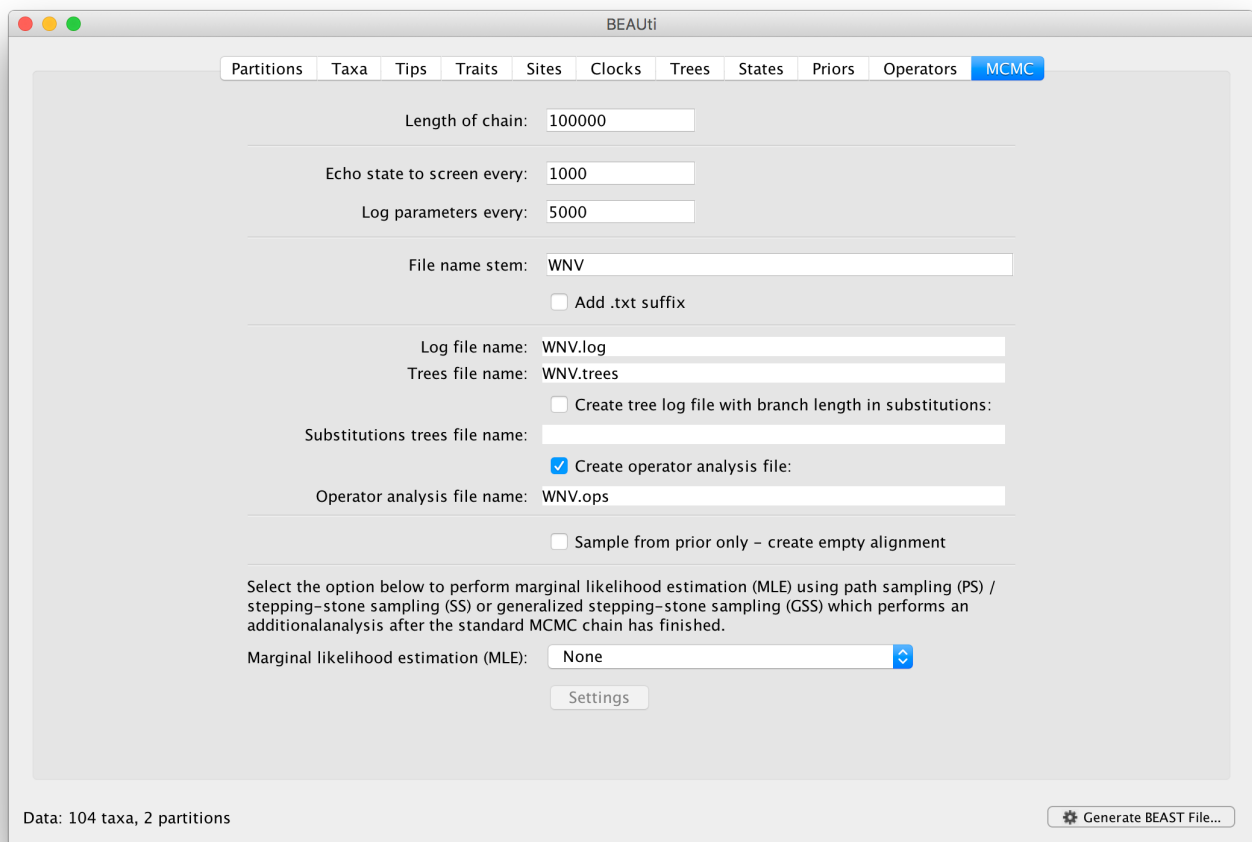 BEAUti
Partitions Taxa Tips Traits Sites Clocks Trees States Priors Operators MCMC
Length of chain: 100000
Echo state to screen every: 1000
Log parameters every: 5000
File name stem: WNV
Add .txt suffix
Log file name: WNV.log
Trees file name: WNV.trees
Create tree log file with branch length in substitutions:
Substitutions trees file name:
Create operator analysis file:
Operator analysis file name: WNV.ops
Sample from prior only – create empty alignment
Select the option below to perform marginal likelihood estimation (MLE) using path sampling (PS) /
stepping-stone sampling (SS) or generalized stepping-stone sampling (GSS) which performs an
additionalanalysis after the standard MCMC chain has finished.
Marginal likelihood estimation (MLE): None
Settings
Data: 104 taxa, 2 partitions
Generate BEAST File...